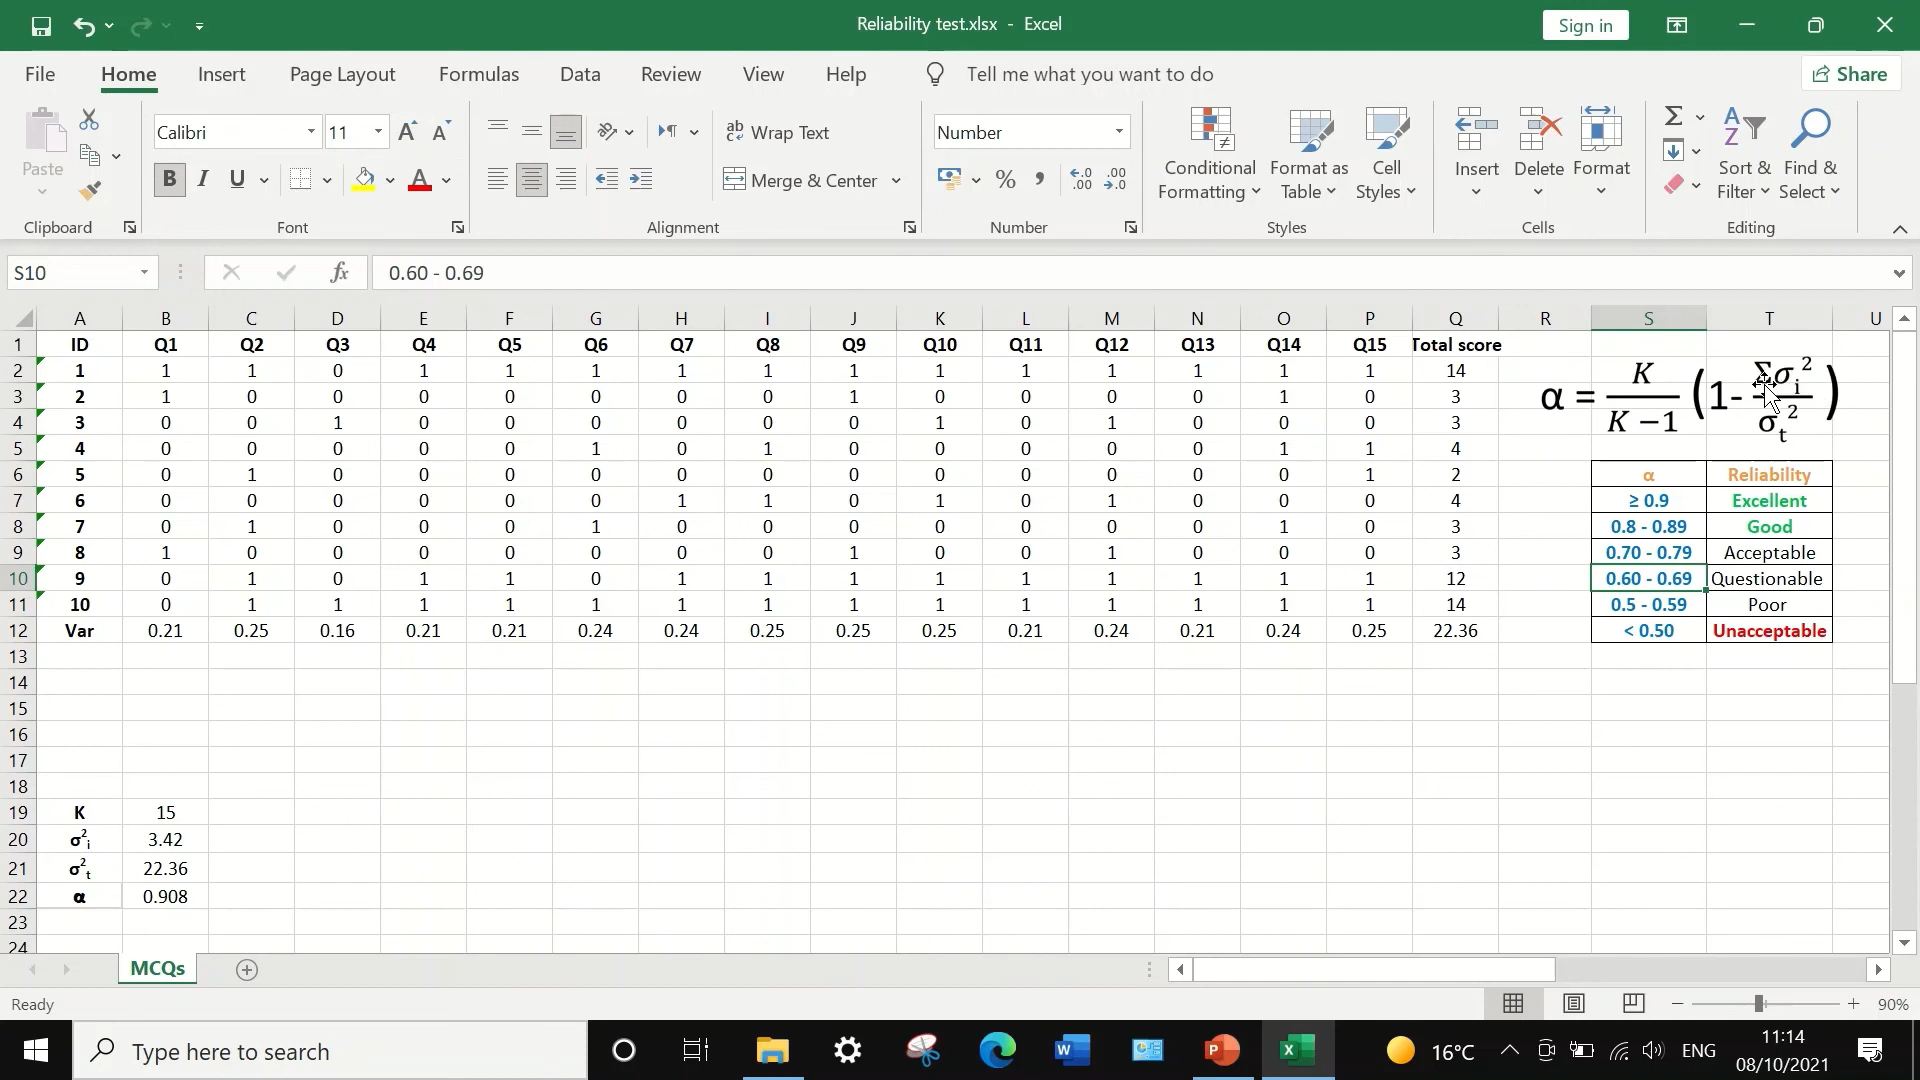 Reliability test.xlsx - Excel
Sign in
File Home Insert Page Layout Formulas Data Review View Help Tell me what you want to do Share
Paste
Calibri 11
B I U A
ab Wrap Text
Merge & Center
Number
% ,
Conditional Formatting
Format as Table
Cell Styles
Insert Delete Format
Sort & Filter
Find & Select
Clipboard Font Alignment Number Styles Cells Editing
S10 fx 0.60 - 0.69
A B C D E F G H I J K L M N O P Q R S T U
1 ID Q1 Q2 Q3 Q4 Q5 Q6 Q7 Q8 Q9 Q10 Q11 Q12 Q13 Q14 Q15 Total score
2 1 1 1 0 1 1 1 1 1 1 1 1 1 1 1 1 14
3 2 1 0 0 0 0 0 0 0 1 0 0 0 0 1 0 3
4 3 0 0 1 0 0 0 0 0 0 1 0 1 0 0 0 3
5 4 0 0 0 0 0 1 0 1 0 0 0 0 0 1 1 4
6 5 0 1 0 0 0 0 0 0 0 0 0 0 0 0 1 2
7 6 0 0 0 0 0 0 1 1 0 1 0 1 0 0 0 4
8 7 0 1 0 0 0 1 0 0 0 0 0 0 0 1 0 3
9 8 1 0 0 0 0 0 0 0 1 0 0 1 0 0 0 3
10 9 0 1 0 1 1 0 1 1 1 1 1 1 1 1 1 12
11 10 0 1 1 1 1 1 1 1 1 1 1 1 1 1 1 14
12 Var 0.21 0.25 0.16 0.21 0.21 0.24 0.24 0.25 0.25 0.25 0.21 0.24 0.21 0.24 0.25 22.36
α = K / (K −1) (1- Σσi² / σt²)
α Reliability
≥ 0.9 Excellent
0.8 - 0.89 Good
0.70 - 0.79 Acceptable
0.60 - 0.69 Questionable
0.5 - 0.59 Poor
< 0.50 Unacceptable
13
14
15
16
17
18
19 K 15
20 σ²i 3.42
21 σ²t 22.36
22 α 0.908
23
24
MCQs
Ready
90%
Type here to search
16°C
ENG
11:14
08/10/2021